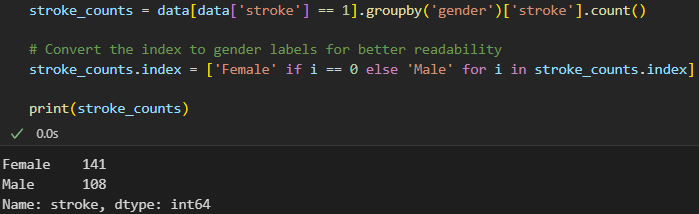 stroke_counts = data[data['stroke'] == 1].groupby('gender')['stroke'].count()
# Convert the index to gender labels for better readability
stroke_counts.index = ['Female' if i == 0 else 'Male' for i in stroke_counts.index]
print(stroke_counts)
✓ 0.0s
Female    141
Male      108
Name: stroke, dtype: int64